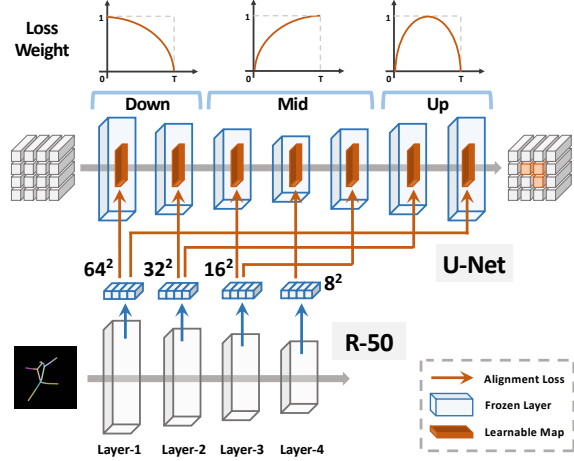 Loss
Weight
1
0
T
1
0
T
1
0
T
Down
Mid
Up
64²
32²
16²
8²
U-Net
R-50
Layer-1
Layer-2
Layer-3
Layer-4
Alignment Loss
Frozen Layer
Learnable Map